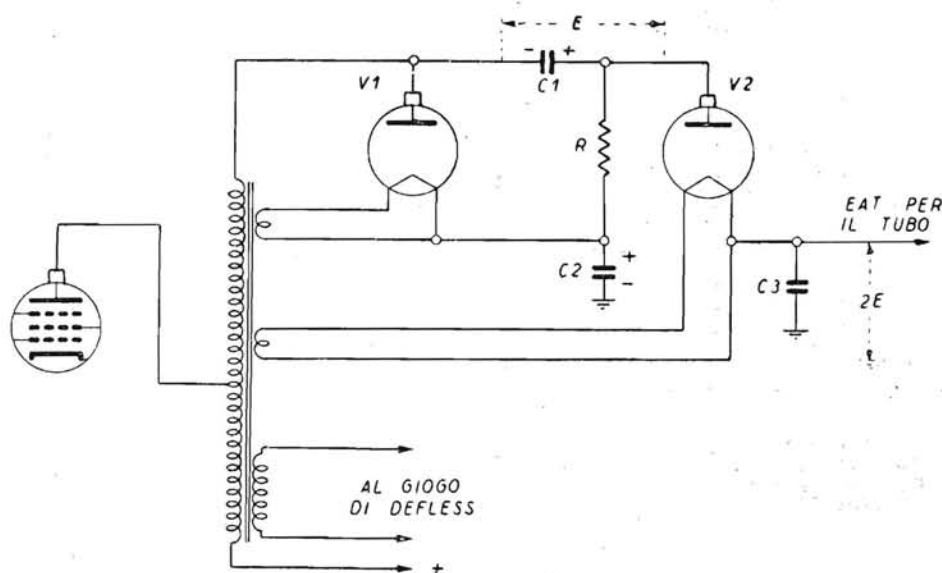 E
V1
- +
C1
V2
R
EAT PER
IL TUBO
C2
+
-
C3
2E
AL GIOGO
DI DEFLESS
+